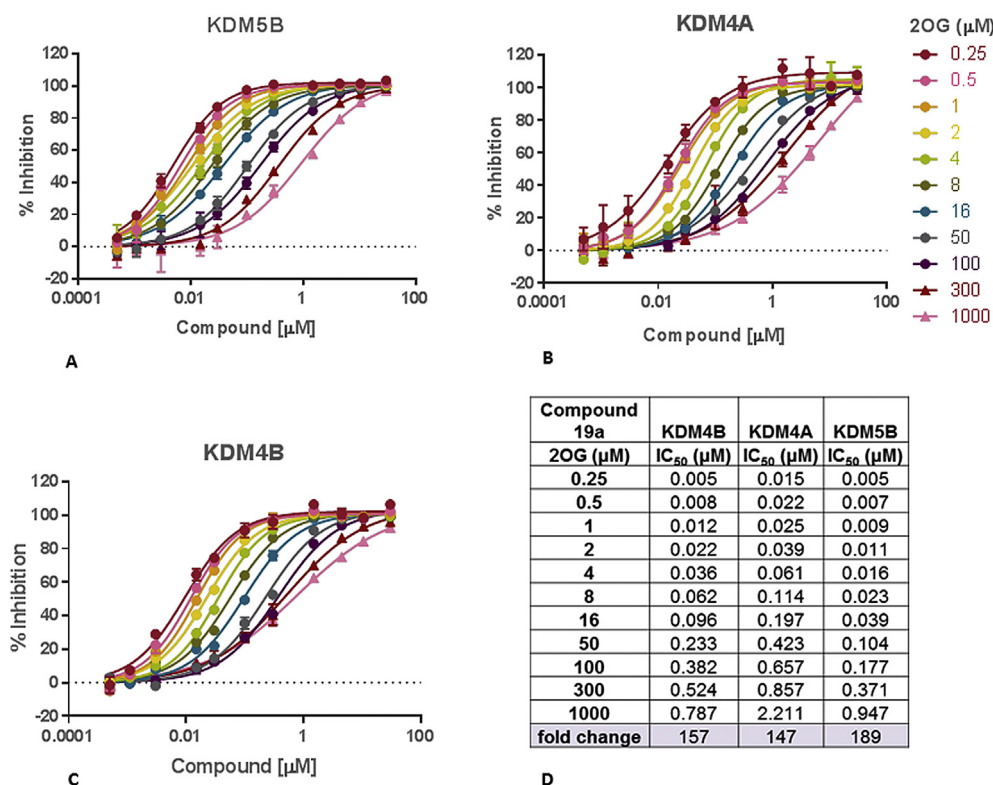 KDM5B
% Inhibition
120
100
80
60
40
20
0
-20
0.0001
0.01
1
100
Compound [µM]
A
KDM4A
% Inhibition
120
100
80
60
40
20
0
-20
0.0001
0.01
1
100
Compound [µM]
B
2OG (µM)
0.25
0.5
1
2
4
8
16
50
100
300
1000
KDM4B
% Inhibition
120
100
80
60
40
20
0
-20
0.0001
0.01
1
100
Compound [µM]
C
Compound 19a KDM4B KDM4A KDM5B
2OG (µM) IC50 (µM) IC50 (µM) IC50 (µM)
0.25 0.005 0.015 0.005
0.5 0.008 0.022 0.007
1 0.012 0.025 0.009
2 0.022 0.039 0.011
4 0.036 0.061 0.016
8 0.062 0.114 0.023
16 0.096 0.197 0.039
50 0.233 0.423 0.104
100 0.382 0.657 0.177
300 0.524 0.857 0.371
1000 0.787 2.211 0.947
fold change 157 147 189
D